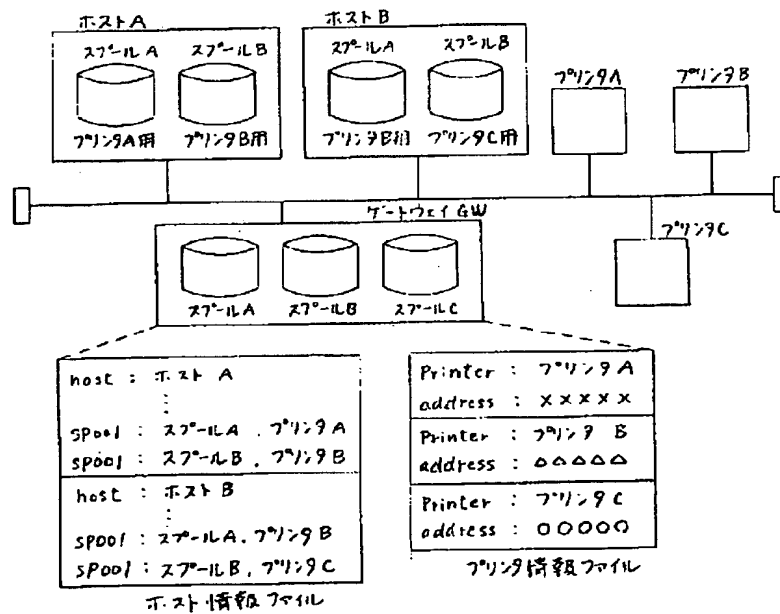 ホストA
スプールA スプールB
プリンタA用 プリンタB用
ホストB
スプールA スプールB
プリンタB用 プリンタC用
プリンタA
プリンタB
ゲートウェイGW
スプールA スプールB スプールC
プリンタC
host : ホスト A
⋮
spool : スプールA , プリンタA
spool : スプールB , プリンタB
host : ホスト B
⋮
spool : スプールA , プリンタB
spool : スプールB , プリンタC
ホスト情報ファイル
Printer : プリンタA
address : ×××××
Printer : プリンタ B
address : △△△△△
Printer : プリンタC
address : ○○○○○
プリンタ情報ファイル